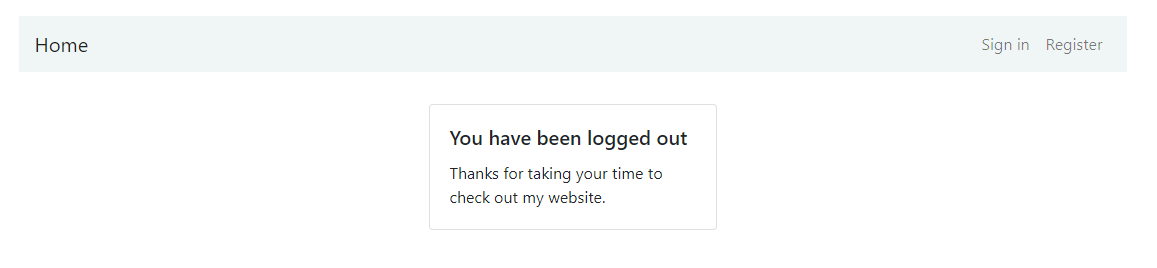 Home
Sign in
Register
You have been logged out
Thanks for taking your time to
check out my website.